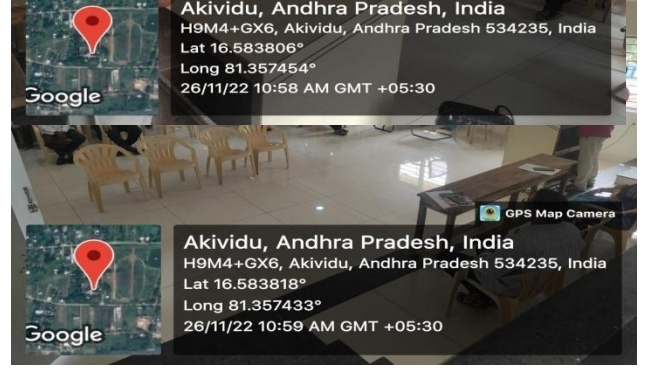 Akividu, Andhra Pradesh, India
H9M4+GX6, Akividu, Andhra Pradesh 534235, India
Lat 16.583806°
Long 81.357454°
26/11/22 10:58 AM GMT +05:30
Google
GPS Map Camera
Akividu, Andhra Pradesh, India
H9M4+GX6, Akividu, Andhra Pradesh 534235, India
Lat 16.583818°
Long 81.357433°
26/11/22 10:59 AM GMT +05:30
Google